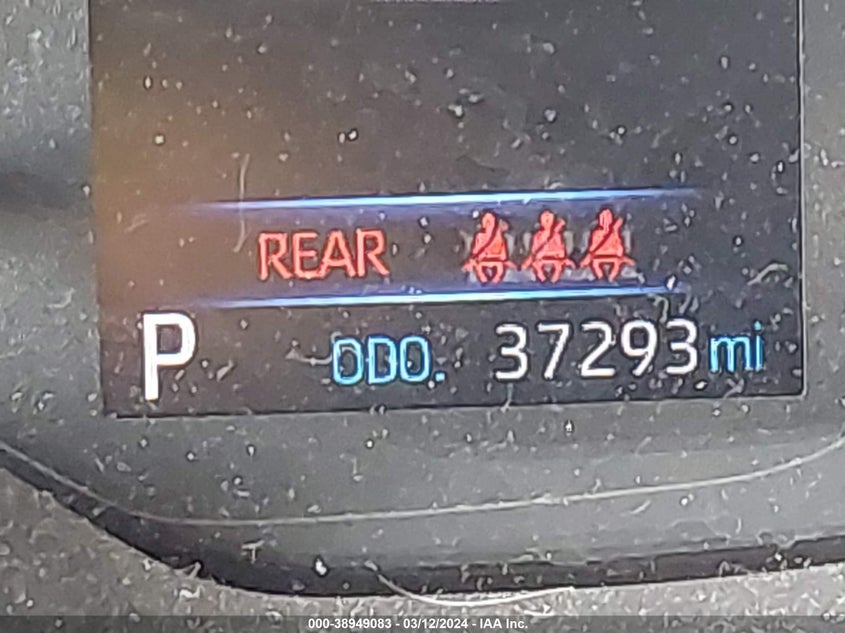 REAR
P ODO. 37293 mi
000-38949083 - 03/12/2024 - IAA Inc.